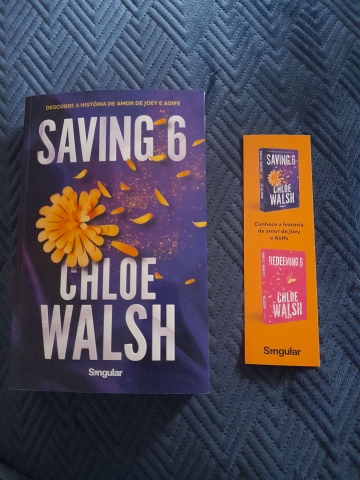 DESCOBRE A HISTÓRIA DE AMOR DE JOEY E AOIFE
SAVING 6
CHLOE
WALSH
Singular
SAVING 6
CHLOE
WALSH
Conhece a história
de amor de Joey
e Aoife
REDEEMING 6
CHLOE
WALSH
Singular